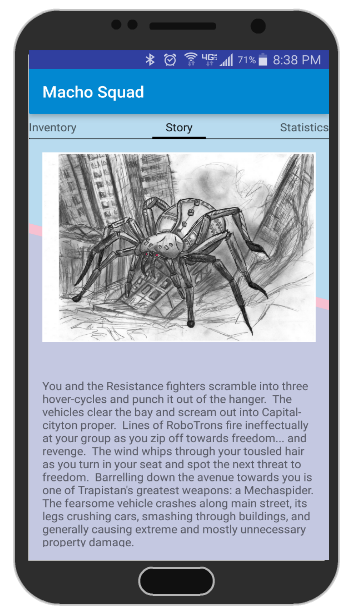 4G 71% 8:38 PM
Macho Squad
Inventory Story Statistics
You and the Resistance fighters scramble into three
hover-cycles and punch it out of the hanger. The
vehicles clear the bay and scream out into Capital-
cityton proper. Lines of RoboTrons fire ineffectually
at your group as you zip off towards freedom... and
revenge. The wind whips through your tousled hair
as you turn in your seat and spot the next threat to
freedom. Barrelling down the avenue towards you is
one of Trapistan's greatest weapons: a Mechaspider.
The fearsome vehicle crashes along main street, its
legs crushing cars, smashing through buildings, and
generally causing extreme and mostly unnecessary
property damage.